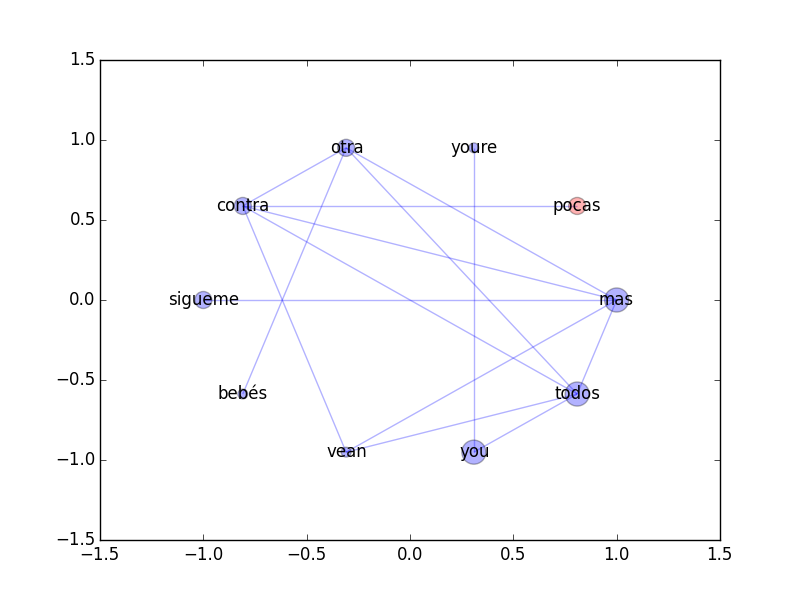 1.5
otra youre
1.0
contra pocas
0.5
sigueme mas
0.0
bebés todos
−0.5
vean you
−1.0
−1.5
−1.5 −1.0 −0.5 0.0 0.5 1.0 1.5